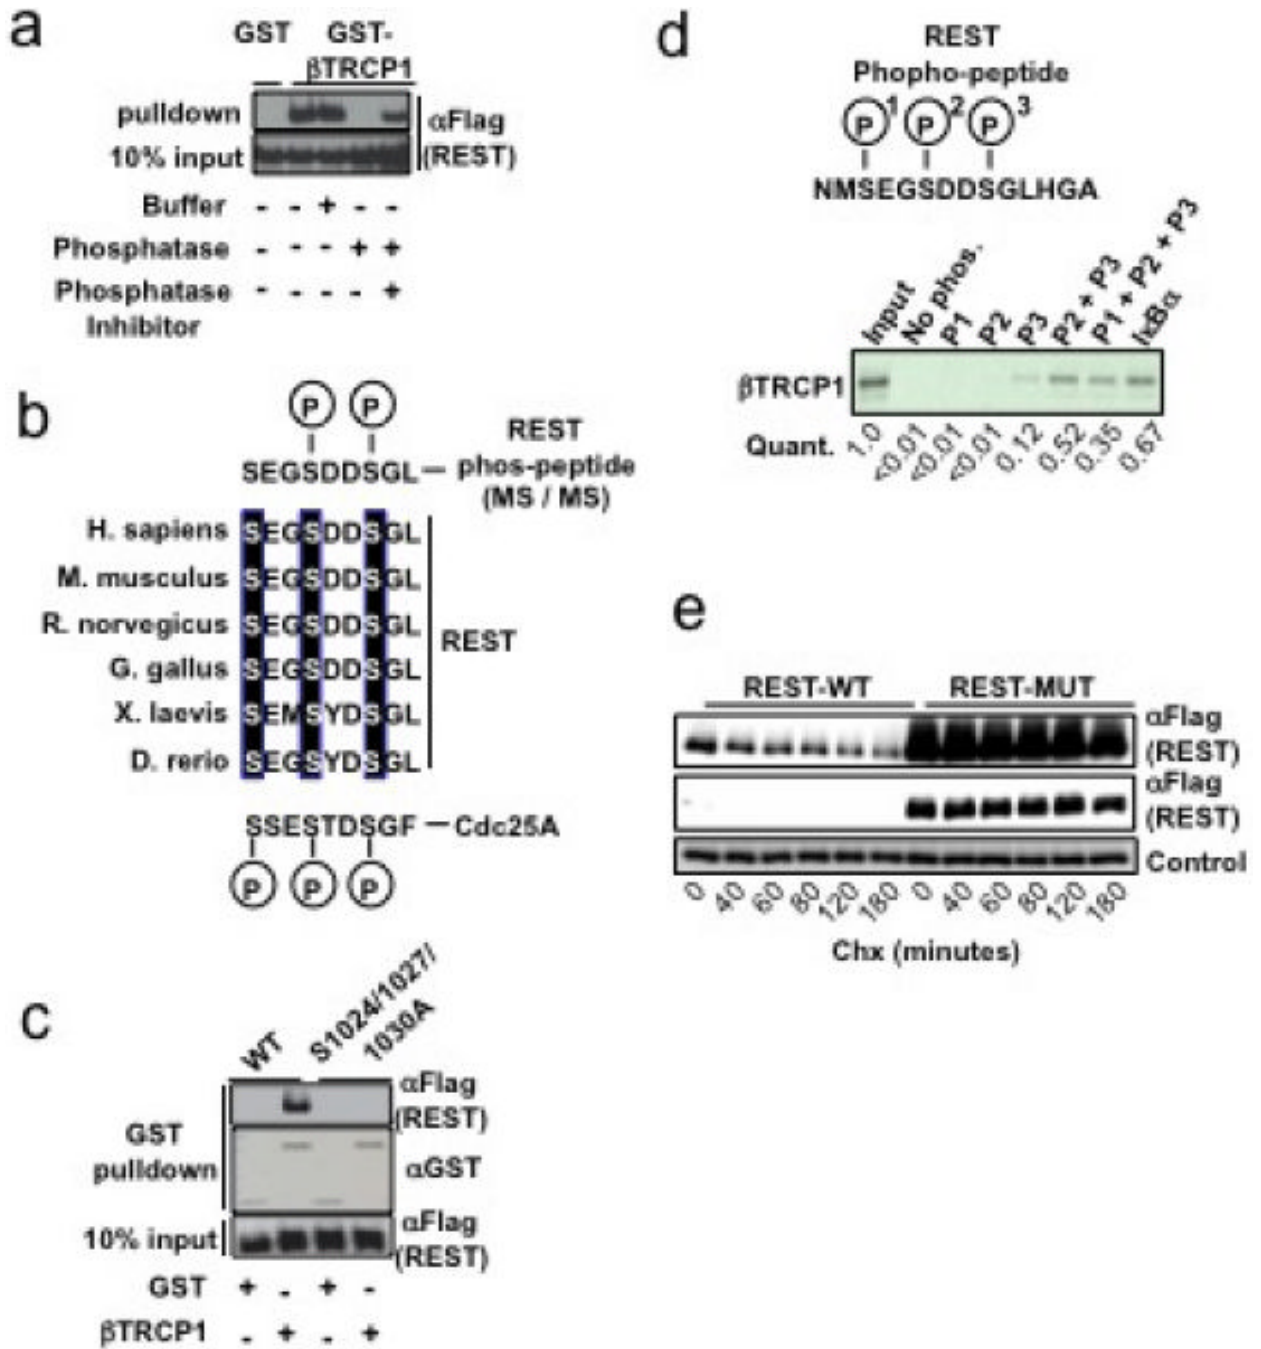 a
GST GST-
βTRCP1
pulldown
10% input
αFlag
(REST)
Buffer - - + - -
Phosphatase - - - + +
Phosphatase - - - - +
Inhibitor
b
P P
SEGSDDSGL
REST
phos-peptide
(MS / MS)
H. sapiens SEGSDDSGL
M. musculus SEGSDDSGL
R. norvegicus SEGSDDSGL
G. gallus SEGSDDSGL
X. laevis SEMSYDSGL
D. rerio SEGSYDSGL
REST
SSESTDSGF Cdc25A
P P P
c
WT S1024/1027/
1030A
GST
pulldown
αFlag
(REST)
αGST
10% input
αFlag
(REST)
GST + - + -
βTRCP1 - + - +
d
REST
Phopho-peptide
P 1 P 2 P 3
NMSEGSDDSGLHGA
Input No phos. P1 P2 P3 P2 + P3 P1 + P2 + P3 IκBα
βTRCP1
Quant. 1.0 <0.01 <0.01 <0.01 0.12 0.52 0.35 0.67
e
REST-WT REST-MUT
αFlag
(REST)
αFlag
(REST)
Control
0 40 60 80 120 180 0 40 60 80 120 180
Chx (minutes)